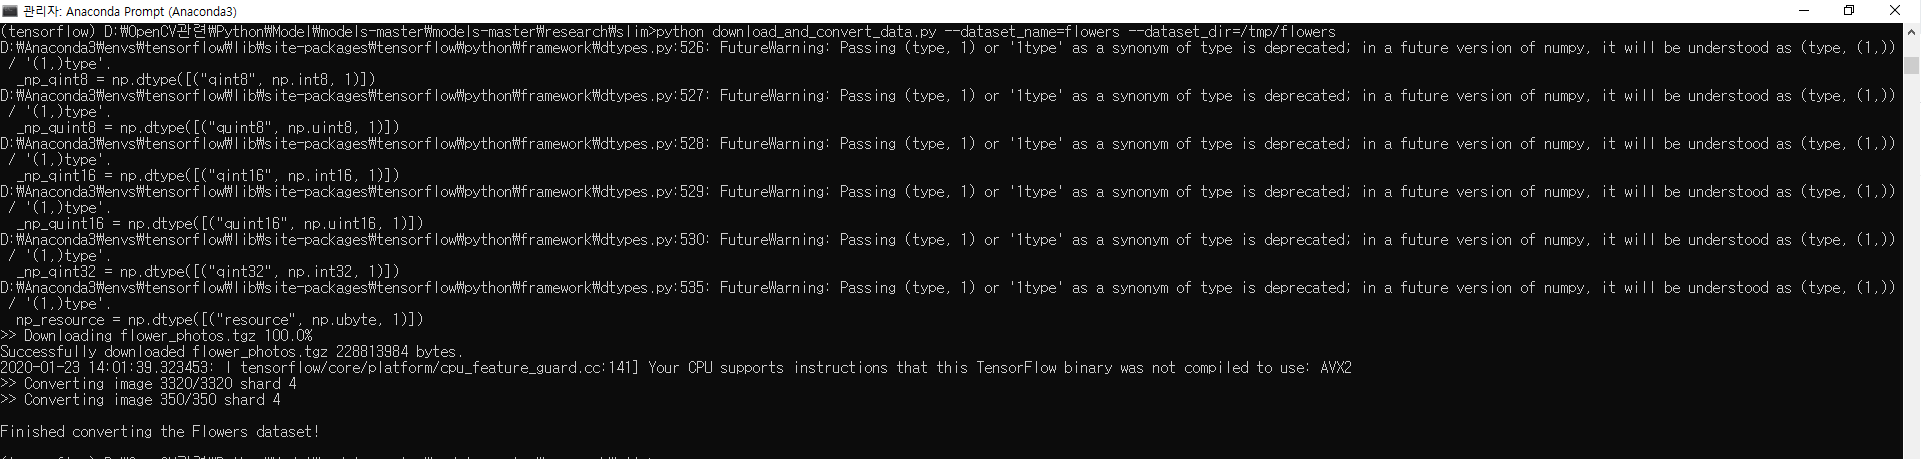 관리자: Anaconda Prompt (Anaconda3)
(tensorflow) D:₩OpenCV관련₩Python₩Model₩models-master₩models-master₩research₩slim>python download_and_convert_data.py --dataset_name=flowers --dataset_dir=/tmp/flowers
D:₩Anaconda3₩envs₩tensorflow₩lib₩site-packages₩tensorflow₩python₩framework₩dtypes.py:526: FutureWarning: Passing (type, 1) or '1type' as a synonym of type is deprecated; in a future version of numpy, it will be understood as (type, (1,))
/ '(1,)type'.
_np_qint8 = np.dtype([("qint8", np.int8, 1)])
D:₩Anaconda3₩envs₩tensorflow₩lib₩site-packages₩tensorflow₩python₩framework₩dtypes.py:527: FutureWarning: Passing (type, 1) or '1type' as a synonym of type is deprecated; in a future version of numpy, it will be understood as (type, (1,))
/ '(1,)type'.
_np_quint8 = np.dtype([("quint8", np.uint8, 1)])
D:₩Anaconda3₩envs₩tensorflow₩lib₩site-packages₩tensorflow₩python₩framework₩dtypes.py:528: FutureWarning: Passing (type, 1) or '1type' as a synonym of type is deprecated; in a future version of numpy, it will be understood as (type, (1,))
/ '(1,)type'.
_np_qint16 = np.dtype([("qint16", np.int16, 1)])
D:₩Anaconda3₩envs₩tensorflow₩lib₩site-packages₩tensorflow₩python₩framework₩dtypes.py:529: FutureWarning: Passing (type, 1) or '1type' as a synonym of type is deprecated; in a future version of numpy, it will be understood as (type, (1,))
/ '(1,)type'.
_np_quint16 = np.dtype([("quint16", np.uint16, 1)])
D:₩Anaconda3₩envs₩tensorflow₩lib₩site-packages₩tensorflow₩python₩framework₩dtypes.py:530: FutureWarning: Passing (type, 1) or '1type' as a synonym of type is deprecated; in a future version of numpy, it will be understood as (type, (1,))
/ '(1,)type'.
_np_qint32 = np.dtype([("qint32", np.int32, 1)])
D:₩Anaconda3₩envs₩tensorflow₩lib₩site-packages₩tensorflow₩python₩framework₩dtypes.py:535: FutureWarning: Passing (type, 1) or '1type' as a synonym of type is deprecated; in a future version of numpy, it will be understood as (type, (1,))
/ '(1,)type'.
np_resource = np.dtype([("resource", np.ubyte, 1)])
>> Downloading flower_photos.tgz 100.0%
Successfully downloaded flower_photos.tgz 228813984 bytes.
2020-01-23 14:01:39.323453: I tensorflow/core/platform/cpu_feature_guard.cc:141] Your CPU supports instructions that this TensorFlow binary was not compiled to use: AVX2
>> Converting image 3320/3320 shard 4
>> Converting image 350/350 shard 4
Finished converting the Flowers dataset!